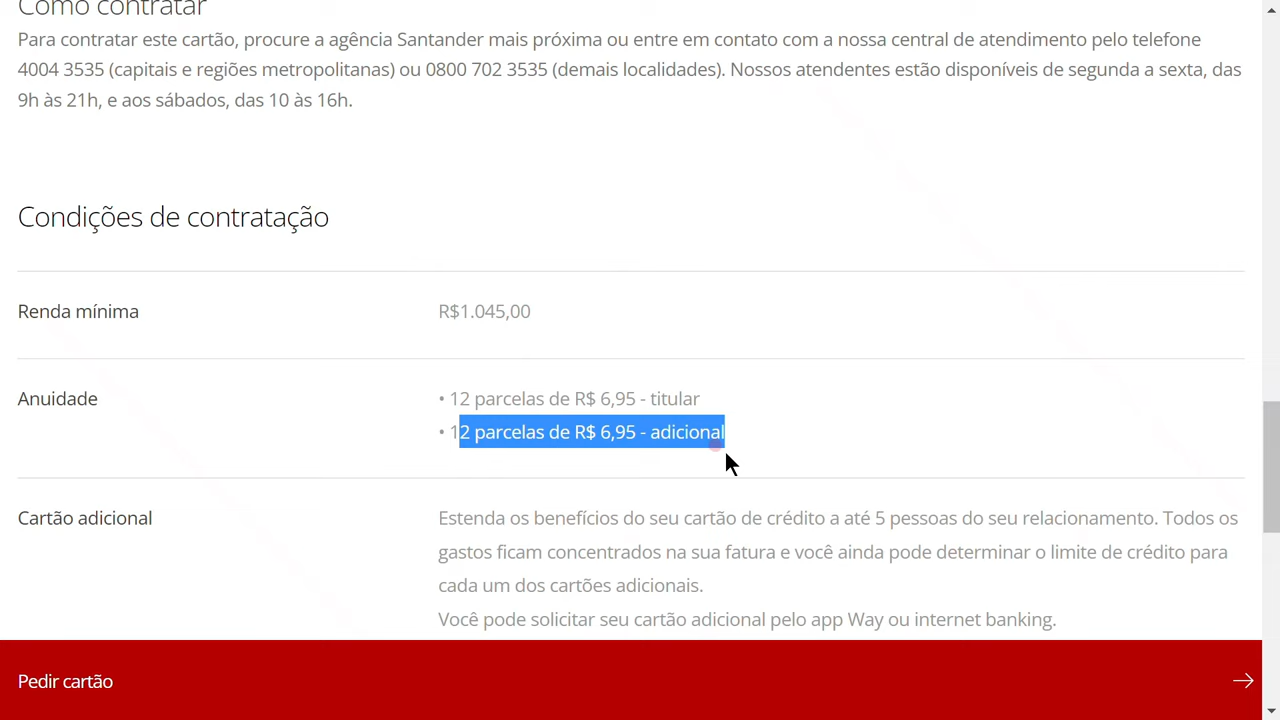 Como contratar
Para contratar este cartão, procure a agência Santander mais próxima ou entre em contato com a nossa central de atendimento pelo telefone
4004 3535 (capitais e regiões metropolitanas) ou 0800 702 3535 (demais localidades). Nossos atendentes estão disponíveis de segunda a sexta, das
9h às 21h, e aos sábados, das 10 às 16h.
Condições de contratação
Renda mínima
R$1.045,00
Anuidade
• 12 parcelas de R$ 6,95 - titular
• 12 parcelas de R$ 6,95 - adicional
Cartão adicional
Estenda os benefícios do seu cartão de crédito a até 5 pessoas do seu relacionamento. Todos os
gastos ficam concentrados na sua fatura e você ainda pode determinar o limite de crédito para
cada um dos cartões adicionais.
Você pode solicitar seu cartão adicional pelo app Way ou internet banking.
Pedir cartão